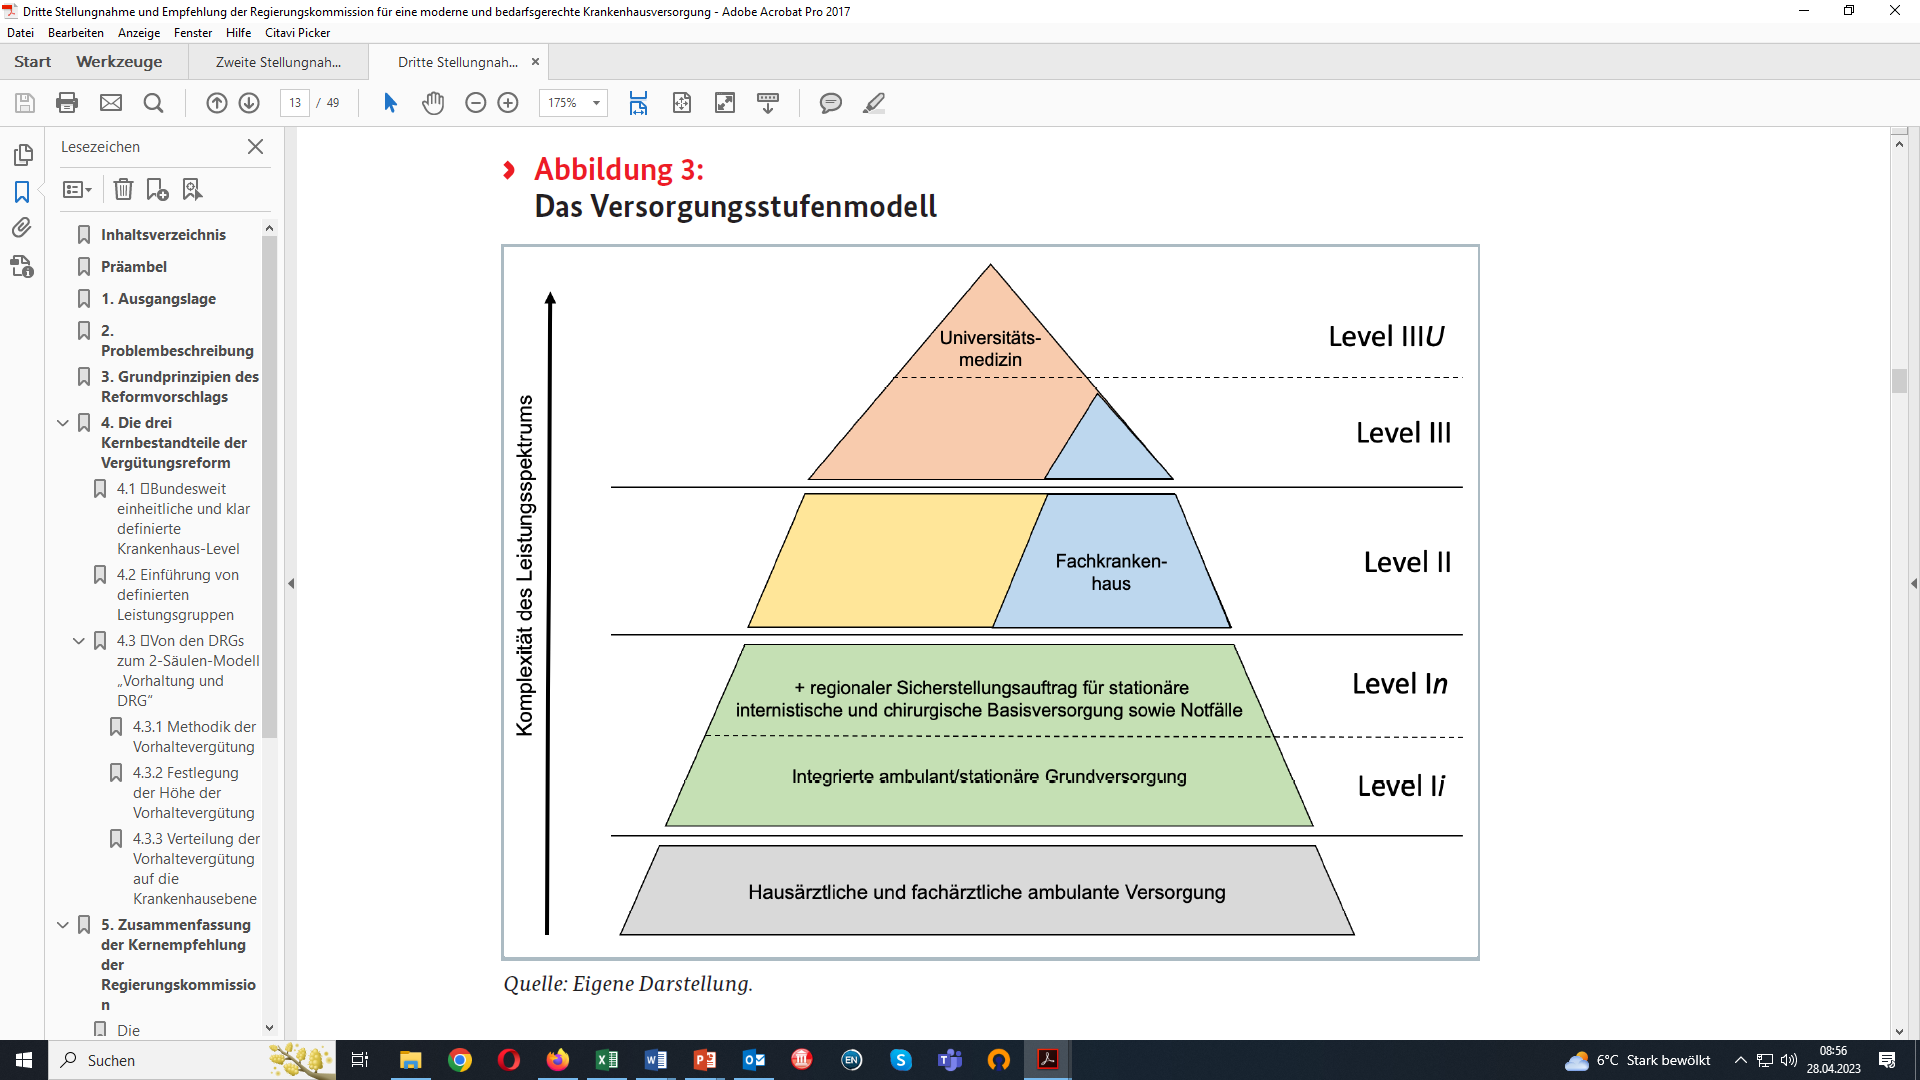 Dritte Stellungnahme und Empfehlung der Regierungskommission für eine moderne und bedarfsgerechte Krankenhausversorgung - Adobe Acrobat Pro 2017
Datei Bearbeiten Anzeige Fenster Hilfe Citavi Picker
Start Werkzeuge Zweite Stellungnah... Dritte Stellungnah... ×
13 / 49 175%
Lesezeichen
Inhaltsverzeichnis
Präambel
1. Ausgangslage
2.
Problembeschreibung
3. Grundprinzipien des
Reformvorschlags
4. Die drei
Kernbestandteile der
Vergütungsreform
4.1 Bundesweit
einheitliche und klar
definierte
Krankenhaus-Level
4.2 Einführung von
definierten
Leistungsgruppen
4.3 Von den DRGs
zum 2-Säulen-Modell
„Vorhaltung und
DRG“
4.3.1 Methodik der
Vorhaltevergütung
4.3.2 Festlegung
der Höhe der
Vorhaltevergütung
4.3.3 Verteilung der
Vorhaltevergütung
auf die
Krankenhausebene
5. Zusammenfassung
der Kernempfehlung
der
Regierungskommissio
n
Die
Abbildung 3:
Das Versorgungsstufenmodell
Komplexität des Leistungsspektrums
Universitäts-
medizin
Level IIIU
Level III
Fachkranken-
haus
Level II
+ regionaler Sicherstellungsauftrag für stationäre
internistische und chirurgische Basisversorgung sowie Notfälle
Level In
Integrierte ambulant/stationäre Grundversorgung
Level Ii
Hausärztliche und fachärztliche ambulante Versorgung
Quelle: Eigene Darstellung.
Suchen
EN
6°C Stark bewölkt
08:56
28.04.2023